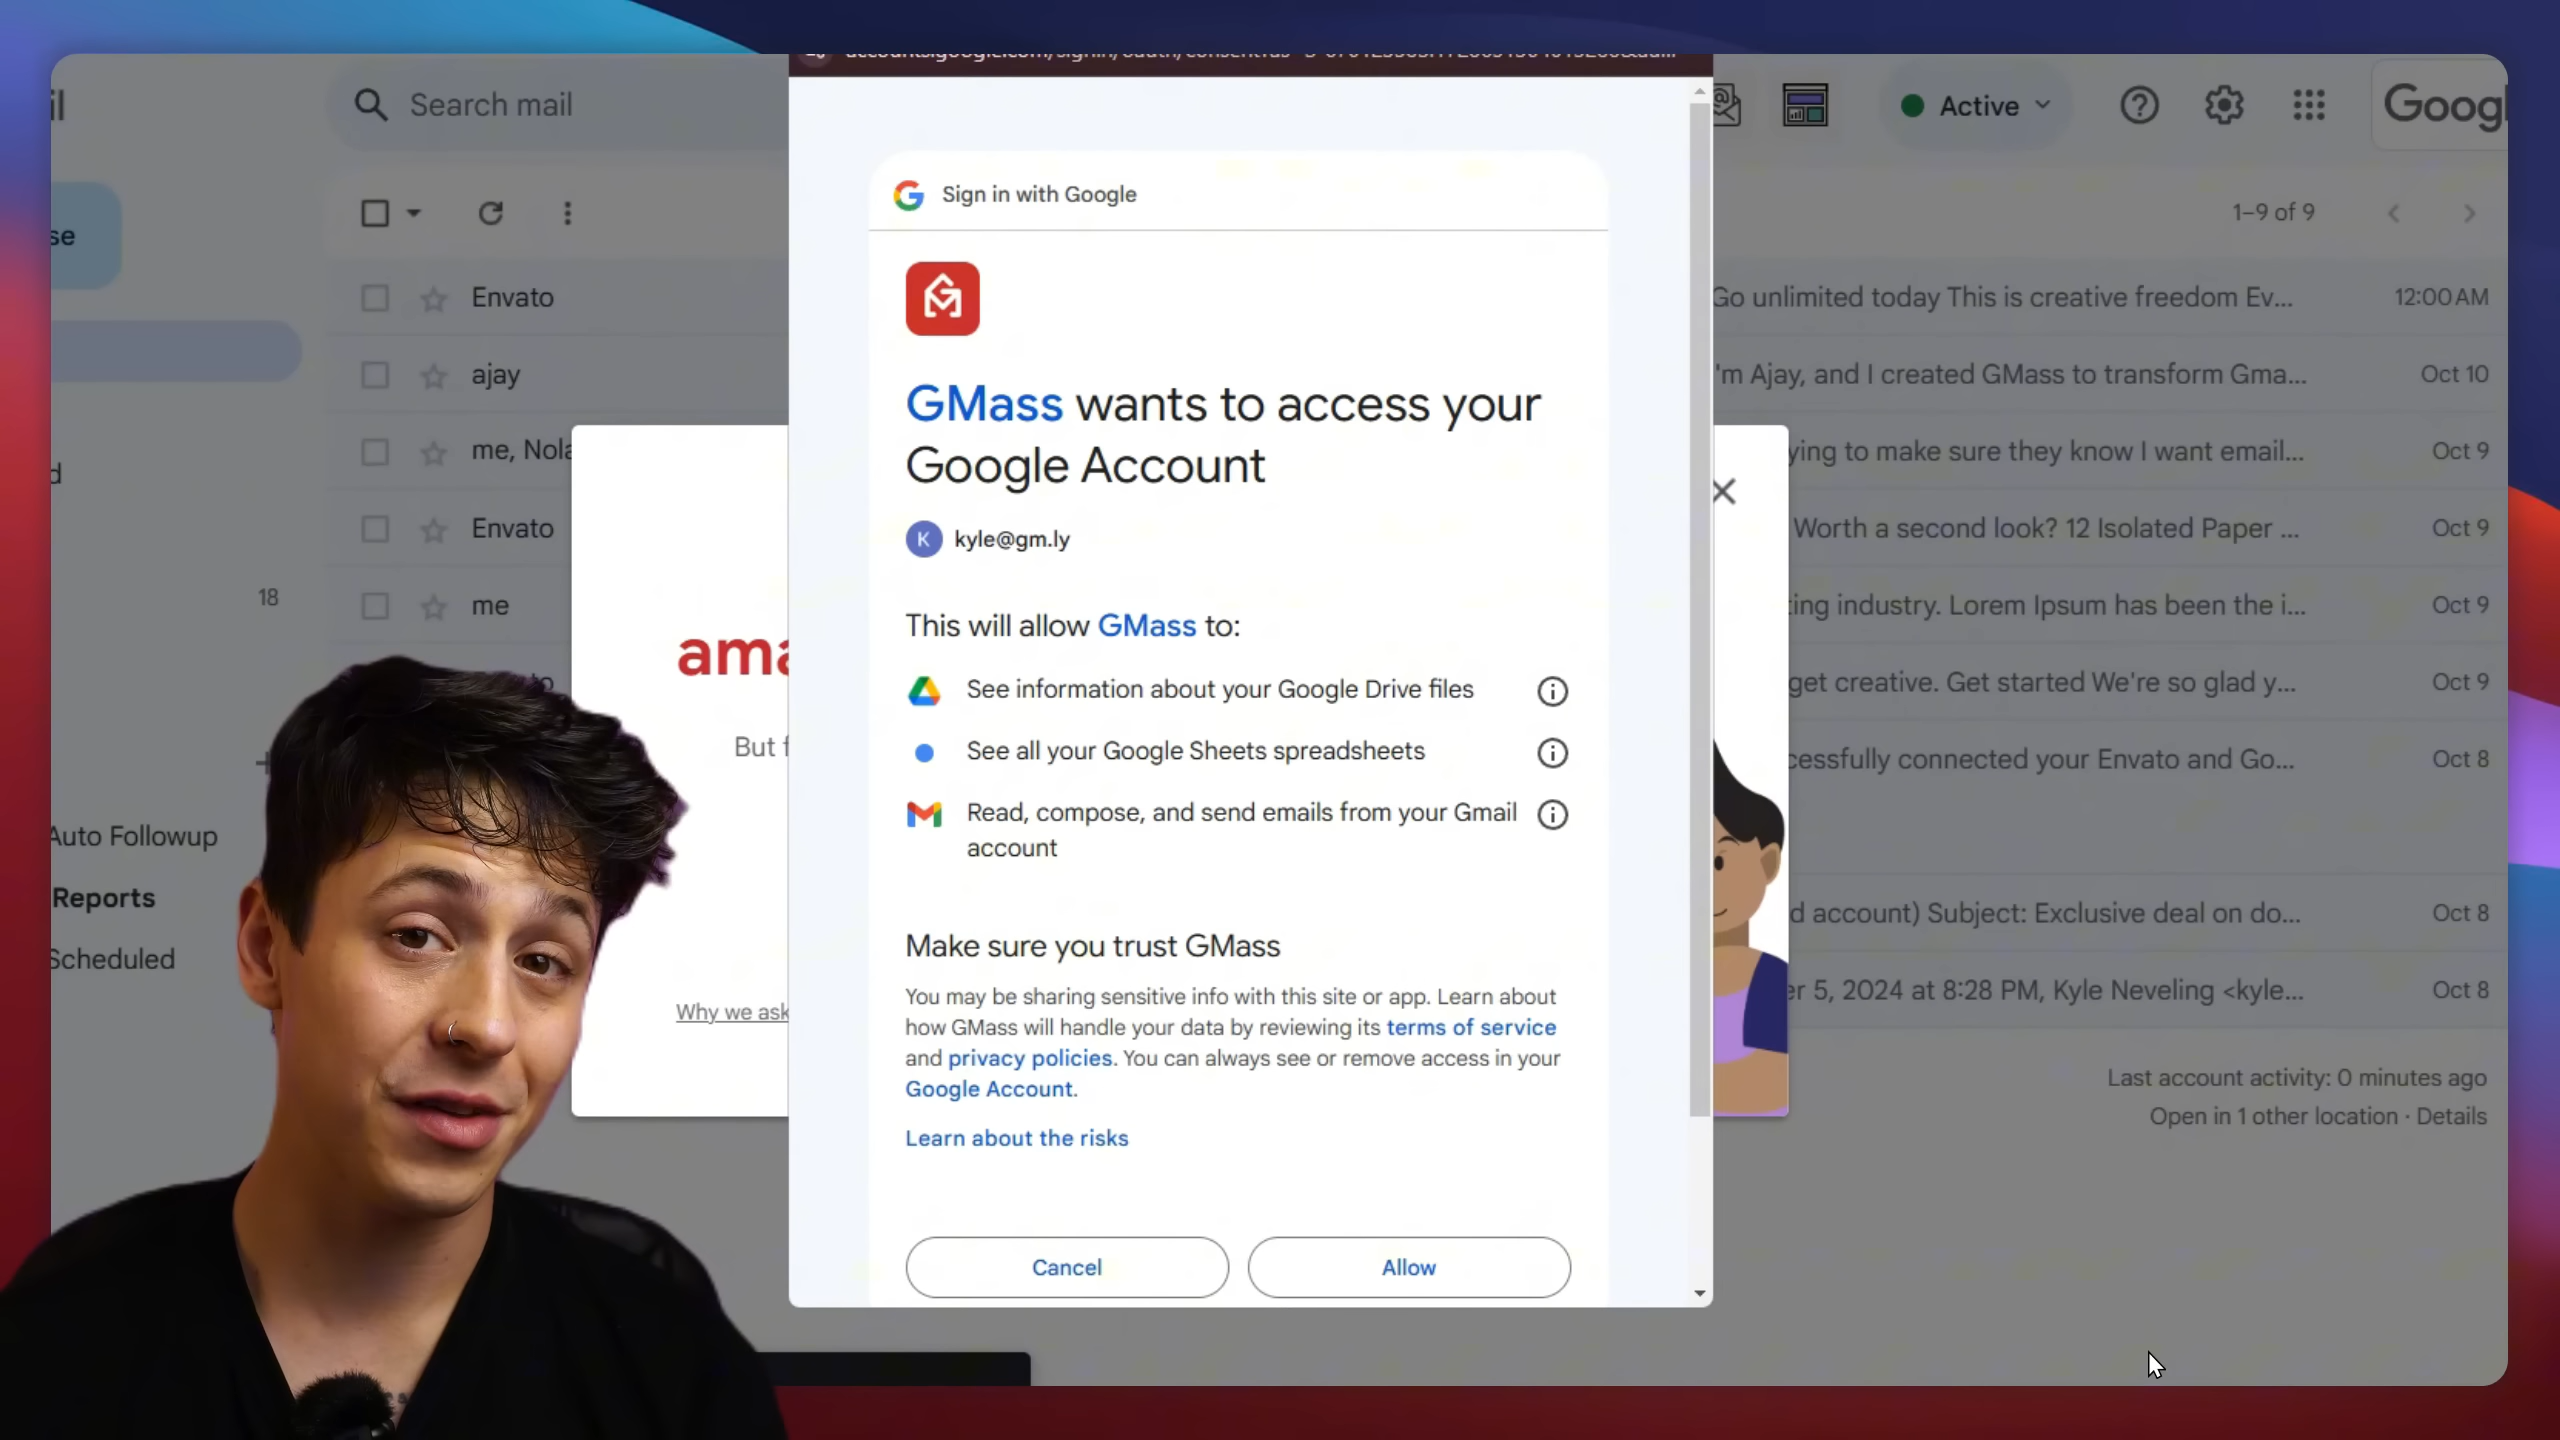 il
Search mail
Active
Sign in with Google
1–9 of 9
se
Envato
Go unlimited today This is creative freedom Ev...
12:00 AM
ajay
'm Ajay, and I created GMass to transform Gma...
Oct 10
GMass wants to access your
Google Account
me, Nola
ying to make sure they know I want email...
Oct 9
d
Envato
Worth a second look? 12 Isolated Paper ...
Oct 9
K
kyle@gm.ly
18
me
ting industry. Lorem Ipsum has been the i...
Oct 9
This will allow GMass to:
ama
See information about your Google Drive files
get creative. Get started We're so glad y...
Oct 9
But f
See all your Google Sheets spreadsheets
cessfully connected your Envato and Go...
Oct 8
Read, compose, and send emails from your Gmail
account
Auto Followup
Reports
d account) Subject: Exclusive deal on do...
Oct 8
Make sure you trust GMass
Scheduled
You may be sharing sensitive info with this site or app. Learn about
how GMass will handle your data by reviewing its terms of service
and privacy policies. You can always see or remove access in your
Google Account.
er 5, 2024 at 8:28 PM, Kyle Neveling <kyle...
Oct 8
Why we ask
Learn about the risks
Last account activity: 0 minutes ago
Open in 1 other location · Details
Cancel
Allow